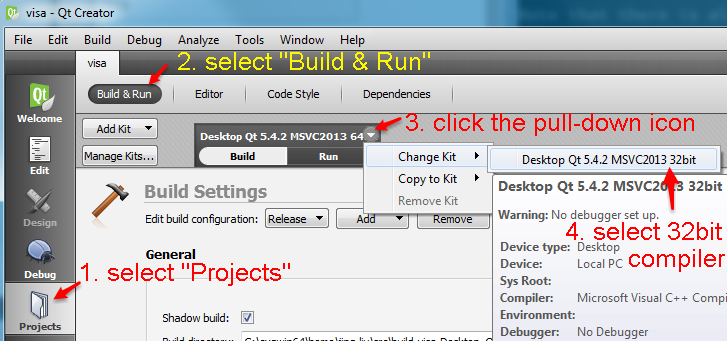 visa - Qt Creator
File Edit Build Debug Analyze Tools Window Help
visa
2. select "Build & Run"
Build & Run Editor Code Style Dependencies
Welcome
Add Kit
Manage Kits...
Desktop Qt 5.4.2 MSVC2013 64
3. click the pull-down icon
Build Run
Change Kit
Copy to Kit
Remove Kit
Desktop Qt 5.4.2 MSVC2013 32bit
Edit
Design
Debug
Projects
1. select "Projects"
Build Settings
Edit build configuration: Release Add Remove
General
Shadow build:
Desktop Qt 5.4.2 MSVC2013 32bit
Warning: No debugger set up.
4. select 32bit
compiler
Device type: Desktop
Device: Local PC
Sys Root:
Compiler: Microsoft Visual C++ Compi
Environment:
Debugger: No Debugger